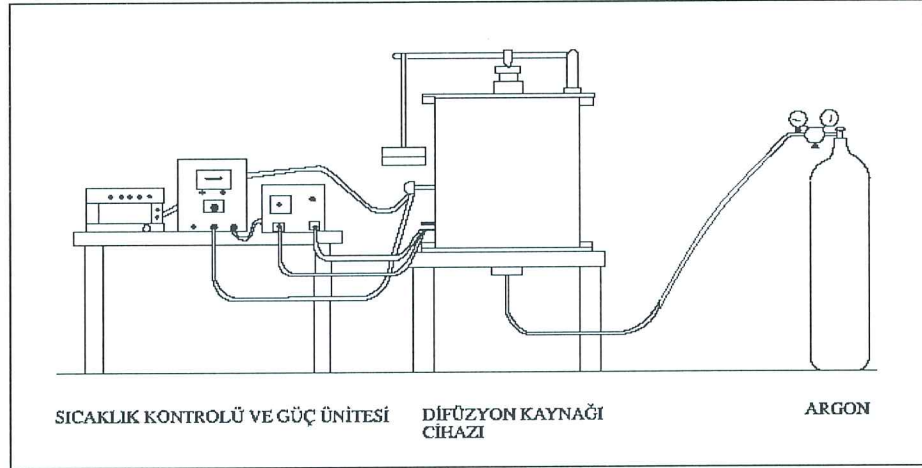 SICAKLIK KONTROLÜ VE GÜÇ ÜNİTESİ
DİFÜZYON KAYNAĞI
CİHAZI
ARGON